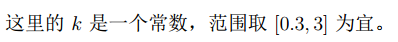 这里的 k 是一个常数，范围取 [0.3, 3] 为宜。